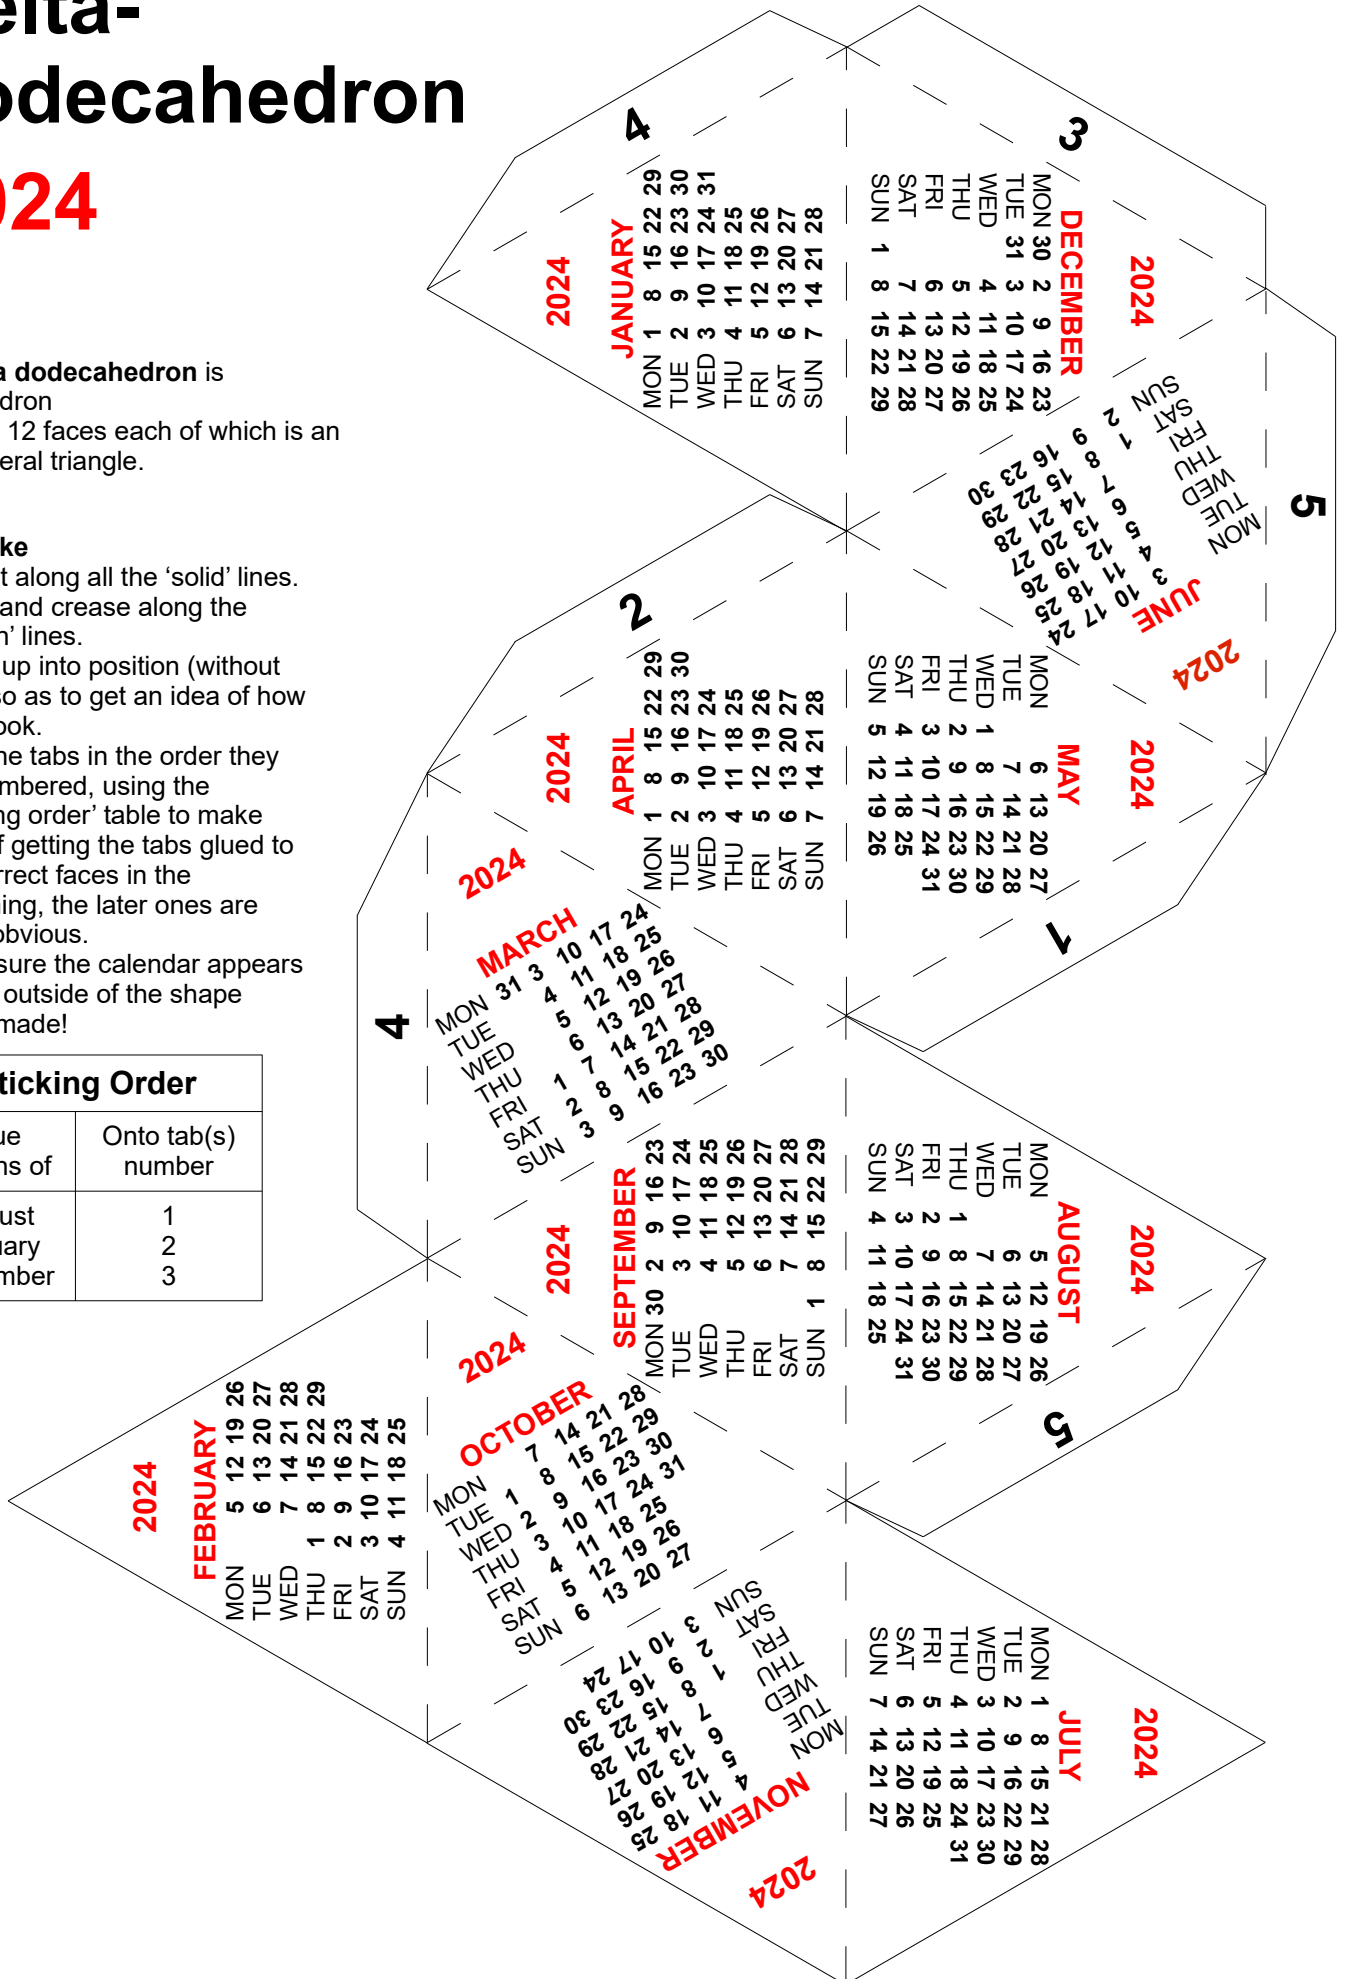 elta-
odecahedron
024
a dodecahedron is
dron
12 faces each of which is an
eral triangle.
ke
t along all the ‘solid’ lines.
and crease along the
n’ lines.
up into position (without
so as to get an idea of how
ook.
he tabs in the order they
mbered, using the
ng order’ table to make
f getting the tabs glued to
rrect faces in the
ning, the later ones are
obvious.
sure the calendar appears
outside of the shape
made!
ticking Order
ue
ns of
Onto tab(s)
number
ust 1
uary 2
mber 3
4
2024
JANUARY
MON 1 8 15 22 29
TUE 2 9 16 23 30
WED 3 10 17 24 31
THU 4 11 18 25
FRI 5 12 19 26
SAT 6 13 20 27
SUN 7 14 21 28
3
2024
DECEMBER
MON 30 2 9 16 23
TUE 31 3 10 17 24
WED 4 11 18 25
THU 5 12 19 26
FRI 6 13 20 27
SAT 7 14 21 28
SUN 1 8 15 22 29
5
2024
JUNE
MON 3 10 17 24
TUE 4 11 18 25
WED 5 12 19 26
THU 6 13 20 27
FRI 7 14 21 28
SAT 1 8 15 22 29
SUN 2 9 16 23 30
2
2024
APRIL
MON 1 8 15 22 29
TUE 2 9 16 23 30
WED 3 10 17 24
THU 4 11 18 25
FRI 5 12 19 26
SAT 6 13 20 27
SUN 7 14 21 28
2024
MAY
MON 6 13 20 27
TUE 7 14 21 28
WED 1 8 15 22 29
THU 2 9 16 23 30
FRI 3 10 17 24 31
SAT 4 11 18 25
SUN 5 12 19 26
1
4
2024
MARCH
MON 31 3 10 17 24
TUE 4 11 18 25
WED 5 12 19 26
THU 6 13 20 27
FRI 1 7 14 21 28
SAT 2 8 15 22 29
SUN 3 9 16 23 30
2024
SEPTEMBER
MON 30 2 9 16 23
TUE 3 10 17 24
WED 4 11 18 25
THU 5 12 19 26
FRI 6 13 20 27
SAT 7 14 21 28
SUN 1 8 15 22 29
2024
AUGUST
MON 5 12 19 26
TUE 6 13 20 27
WED 7 14 21 28
THU 1 8 15 22 29
FRI 2 9 16 23 30
SAT 3 10 17 24 31
SUN 4 11 18 25
5
2024
FEBRUARY
MON 5 12 19 26
TUE 6 13 20 27
WED 7 14 21 28
THU 1 8 15 22 29
FRI 2 9 16 23
SAT 3 10 17 24
SUN 4 11 18 25
2024
OCTOBER
MON 7 14 21 28
TUE 1 8 15 22 29
WED 2 9 16 23 30
THU 3 10 17 24 31
FRI 4 11 18 25
SAT 5 12 19 26
SUN 6 13 20 27
2024
NOVEMBER
MON 4 11 18 25
TUE 5 12 19 26
WED 6 13 20 27
THU 7 14 21 28
FRI 1 8 15 22 29
SAT 2 9 16 23 30
SUN 3 10 17 24
2024
JULY
MON 1 8 15 21 28
TUE 2 9 16 22 29
WED 3 10 17 23 30
THU 4 11 18 24 31
FRI 5 12 19 25
SAT 6 13 20 26
SUN 7 14 21 27